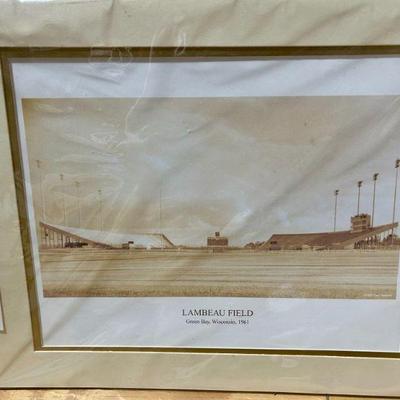 LAMBEAU FIELD
Green Bay, Wisconsin, 1961